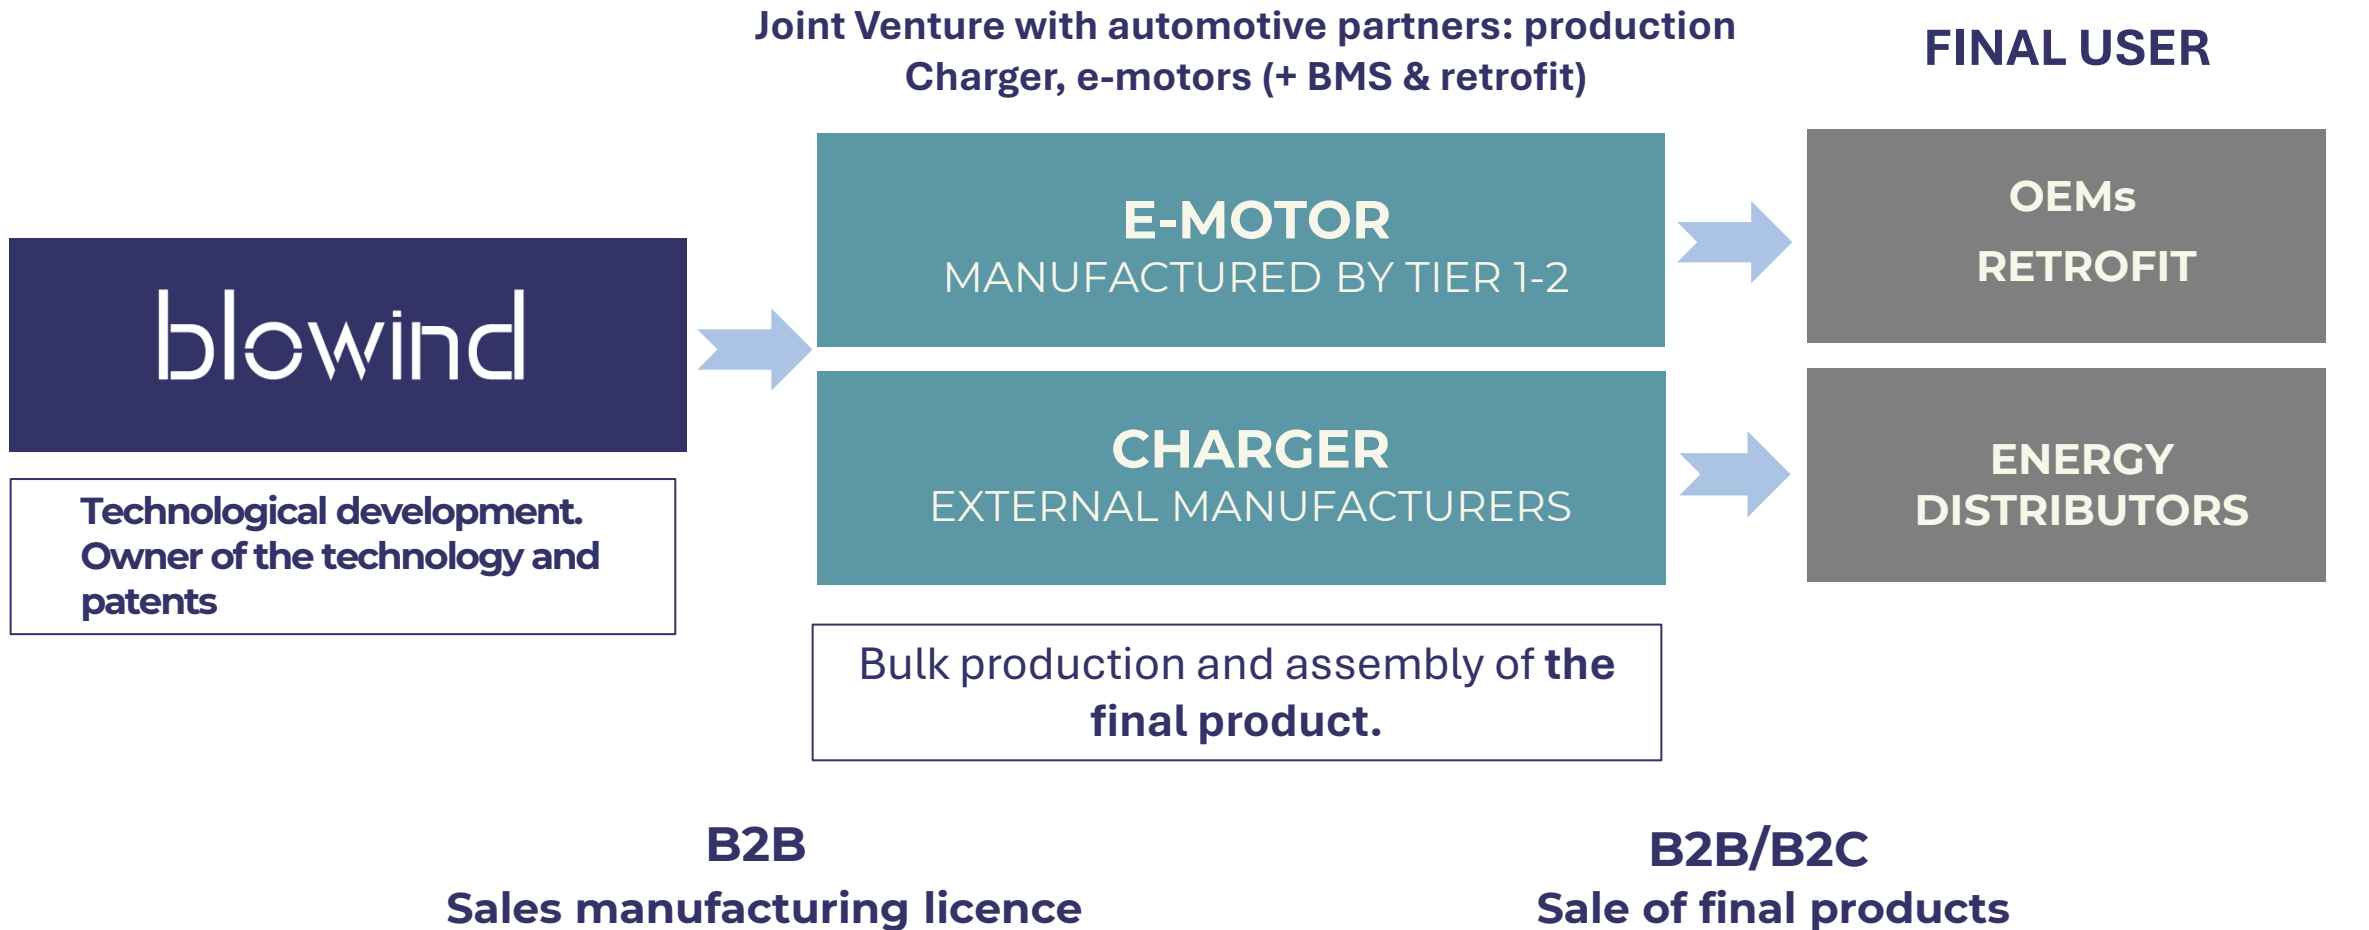 Joint Venture with automotive partners: production
Charger, e-motors (+ BMS & retrofit)
FINAL USER
blowind
Technological development.
Owner of the technology and
patents
E-MOTOR
MANUFACTURED BY TIER 1-2
OEMs
RETROFIT
CHARGER
EXTERNAL MANUFACTURERS
ENERGY
DISTRIBUTORS
Bulk production and assembly of the
final product.
B2B
Sales manufacturing licence
B2B/B2C
Sale of final products